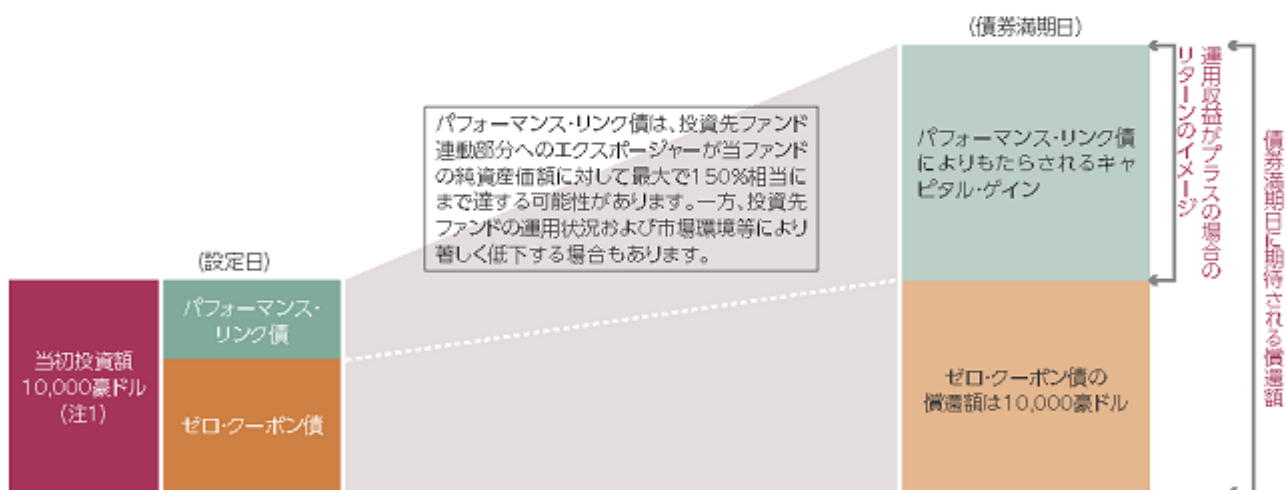 (債券満期日)
パフォーマンス・リンク債は、投資先ファンド
連動部分へのエクスポージャーが当ファンド
の純資産価額に対して最大で150%相当に
まで達する可能性があります。一方、投資先
ファンドの運用状況および市場環境等により
著しく低下する場合もあります。
パフォーマンス・リンク債
によりもたらされるキャ
ピタル・ゲイン
運用収益がプラスの場合の
リターンのイメージ
債券満期日に期待される償還額
(設定日)
パフォーマンス・
リンク債
当初投資額
10,000豪ドル
(注1)
ゼロ・クーポン債
ゼロ・クーポン債の
償還額は10,000豪ドル